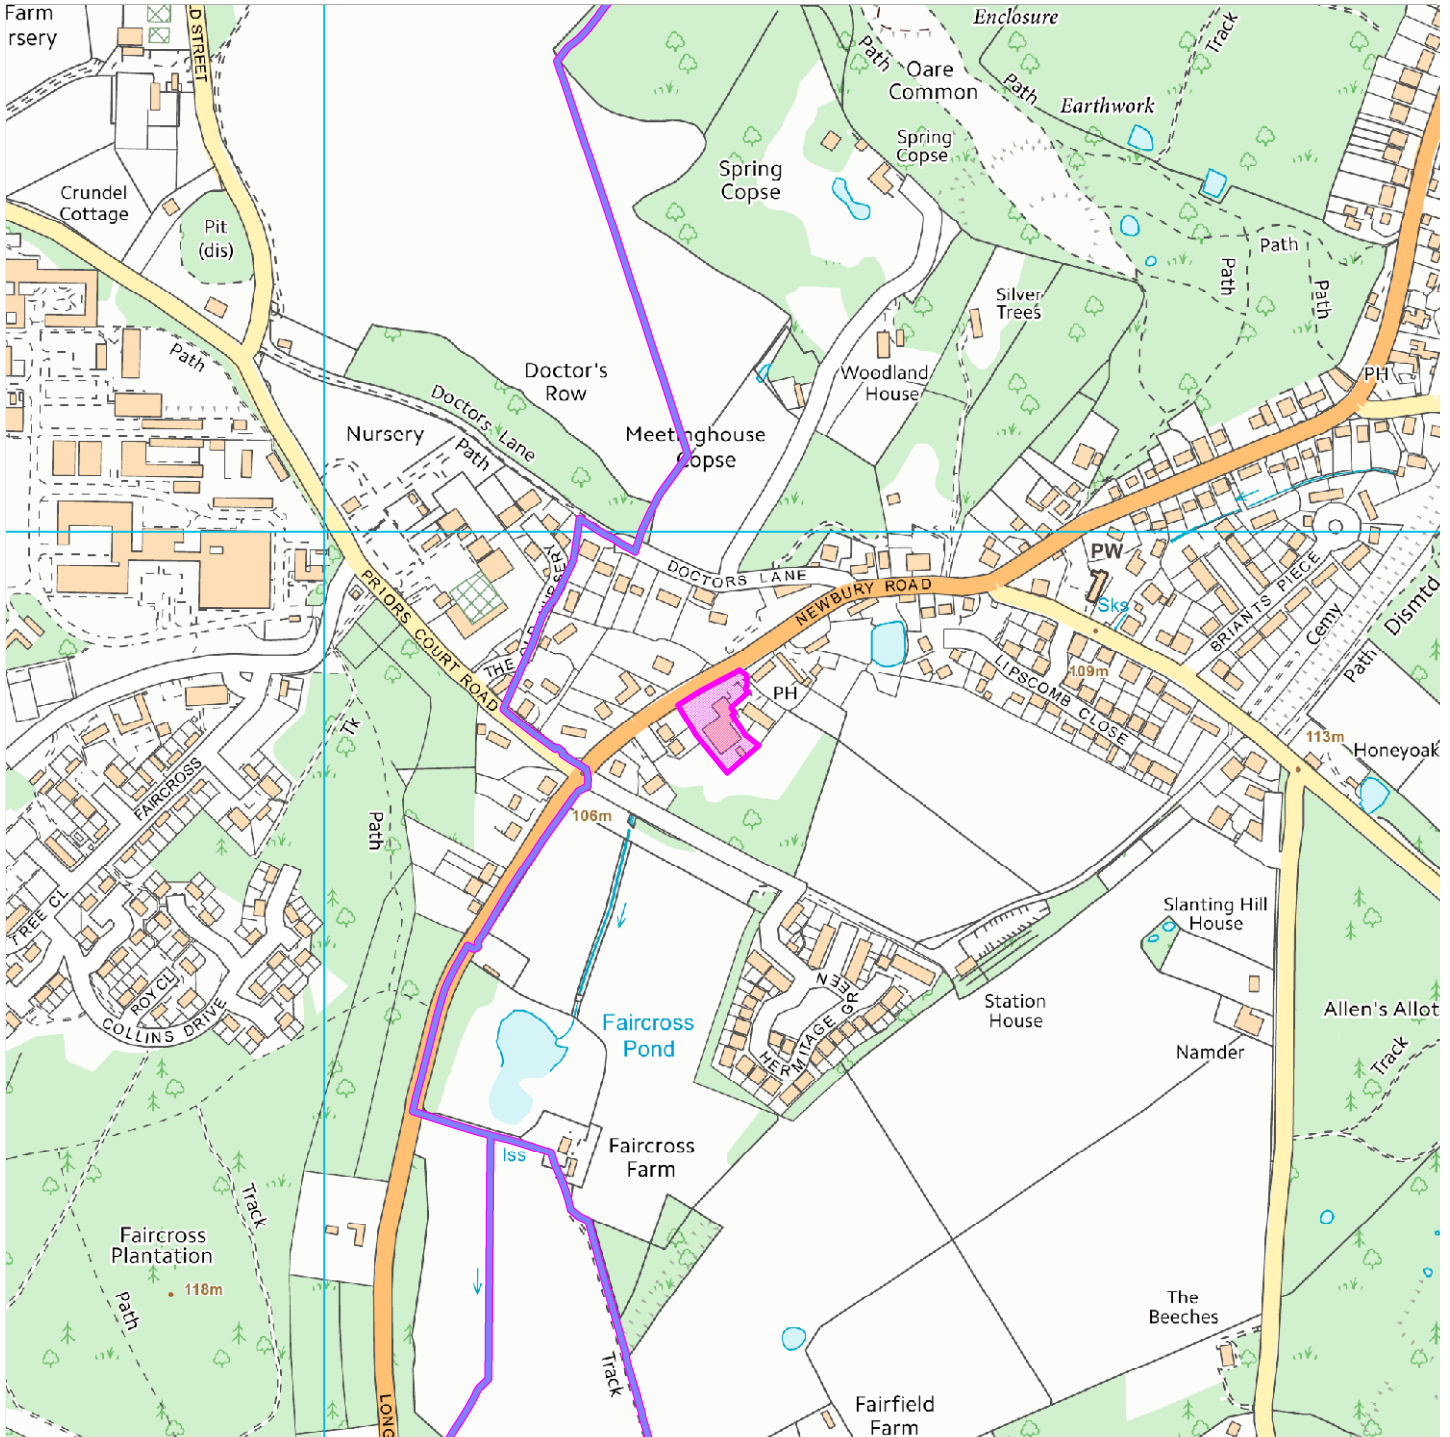 Farm
rsery
D STREET
Enclosure
Track
Path
Oare
Common
Path
Earthwork
Spring
Copse
Spring
Copse
Crundel
Cottage
Pit
(dis)
Path
Path
Path
Silver
Trees
Path
Doctor's
Row
Woodland
House
PH
Doctors Lane
Nursery
Path
Meetinghouse
Copse
PW
DOCTORS LANE
NEWBURY ROAD
Sks
BRIANTS PIECE
Cemy
Dismtd
Path
PRIORS COURT ROAD
THE OLD NURSERY
109m
LIPSCOMB CLOSE
PH
113m
Honeyoak
Tk
FAIRCROSS
106m
Path
TREE CL
Slanting Hill
House
ROY CL
COLLINS DRIVE
HERMITAGE GREEN
Station
House
Allen's Allot
Faircross
Pond
Namder
Track
Iss
Faircross
Farm
Track
Faircross
Plantation
118m
Path
The
Beeches
Track
LONG
Fairfield
Farm